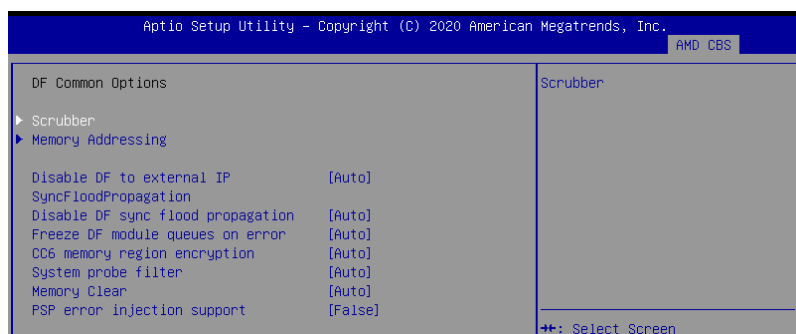 Aptio Setup Utility – Copyright (C) 2020 American Megatrends, Inc.
AMD CBS
DF Common Options
Scrubber
Scrubber
Memory Addressing
Disable DF to external IP [Auto]
SyncFloodPropagation
Disable DF sync flood propagation [Auto]
Freeze DF module queues on error [Auto]
CC6 memory region encryption [Auto]
System probe filter [Auto]
Memory Clear [Auto]
PSP error injection support [False]
→←: Select Screen